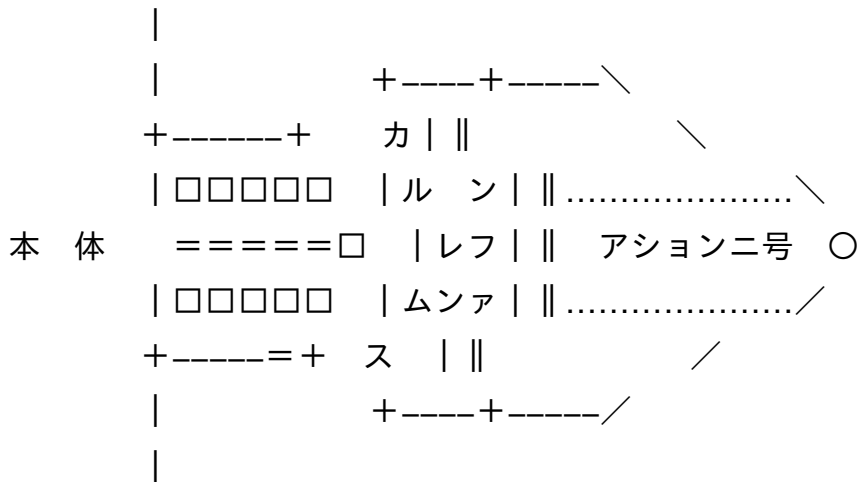 |
| +−−−−+−−−−−＼
+−−−−−−+ カ | ‖ ＼
| □□□□□ | ル ン | ‖ ………………… ＼
本 体 ＝＝＝＝＝□ | レフ | ‖ アションニ号 ○
| □□□□□ | ムンァ | ‖ ………………… ／
+−−−−−＝+ ス | ‖ ／
| +−−−−+−−−−−／
|